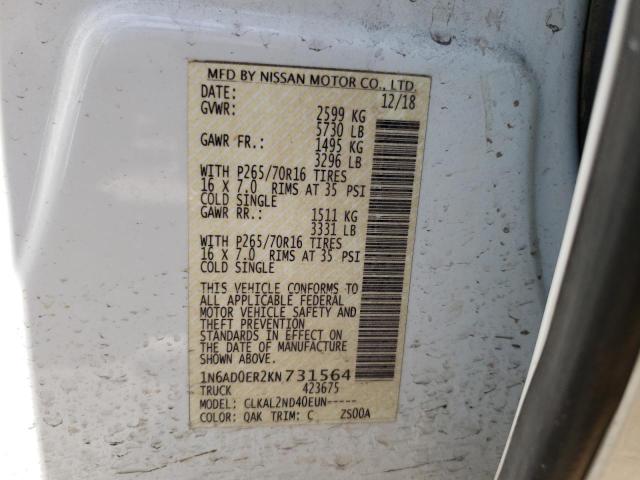 MFD BY NISSAN MOTOR CO., LTD.
DATE: 12/18
GVWR: 2599 KG
5730 LB
GAWR FR.: 1495 KG
3296 LB
WITH P265/70R16 TIRES
16 X 7.0 RIMS AT 35 PSI
COLD SINGLE
GAWR RR.: 1511 KG
3331 LB
WITH P265/70R16 TIRES
16 X 7.0 RIMS AT 35 PSI
COLD SINGLE
THIS VEHICLE CONFORMS TO
ALL APPLICABLE FEDERAL
MOTOR VEHICLE SAFETY AND
THEFT PREVENTION
STANDARDS IN EFFECT ON
THE DATE OF MANUFACTURE
SHOWN ABOVE.
1N6AD0ER2KN731564
TRUCK 423675
MODEL: CLKAL2ND40EUN-----
COLOR: QAK TRIM: C ZS00A